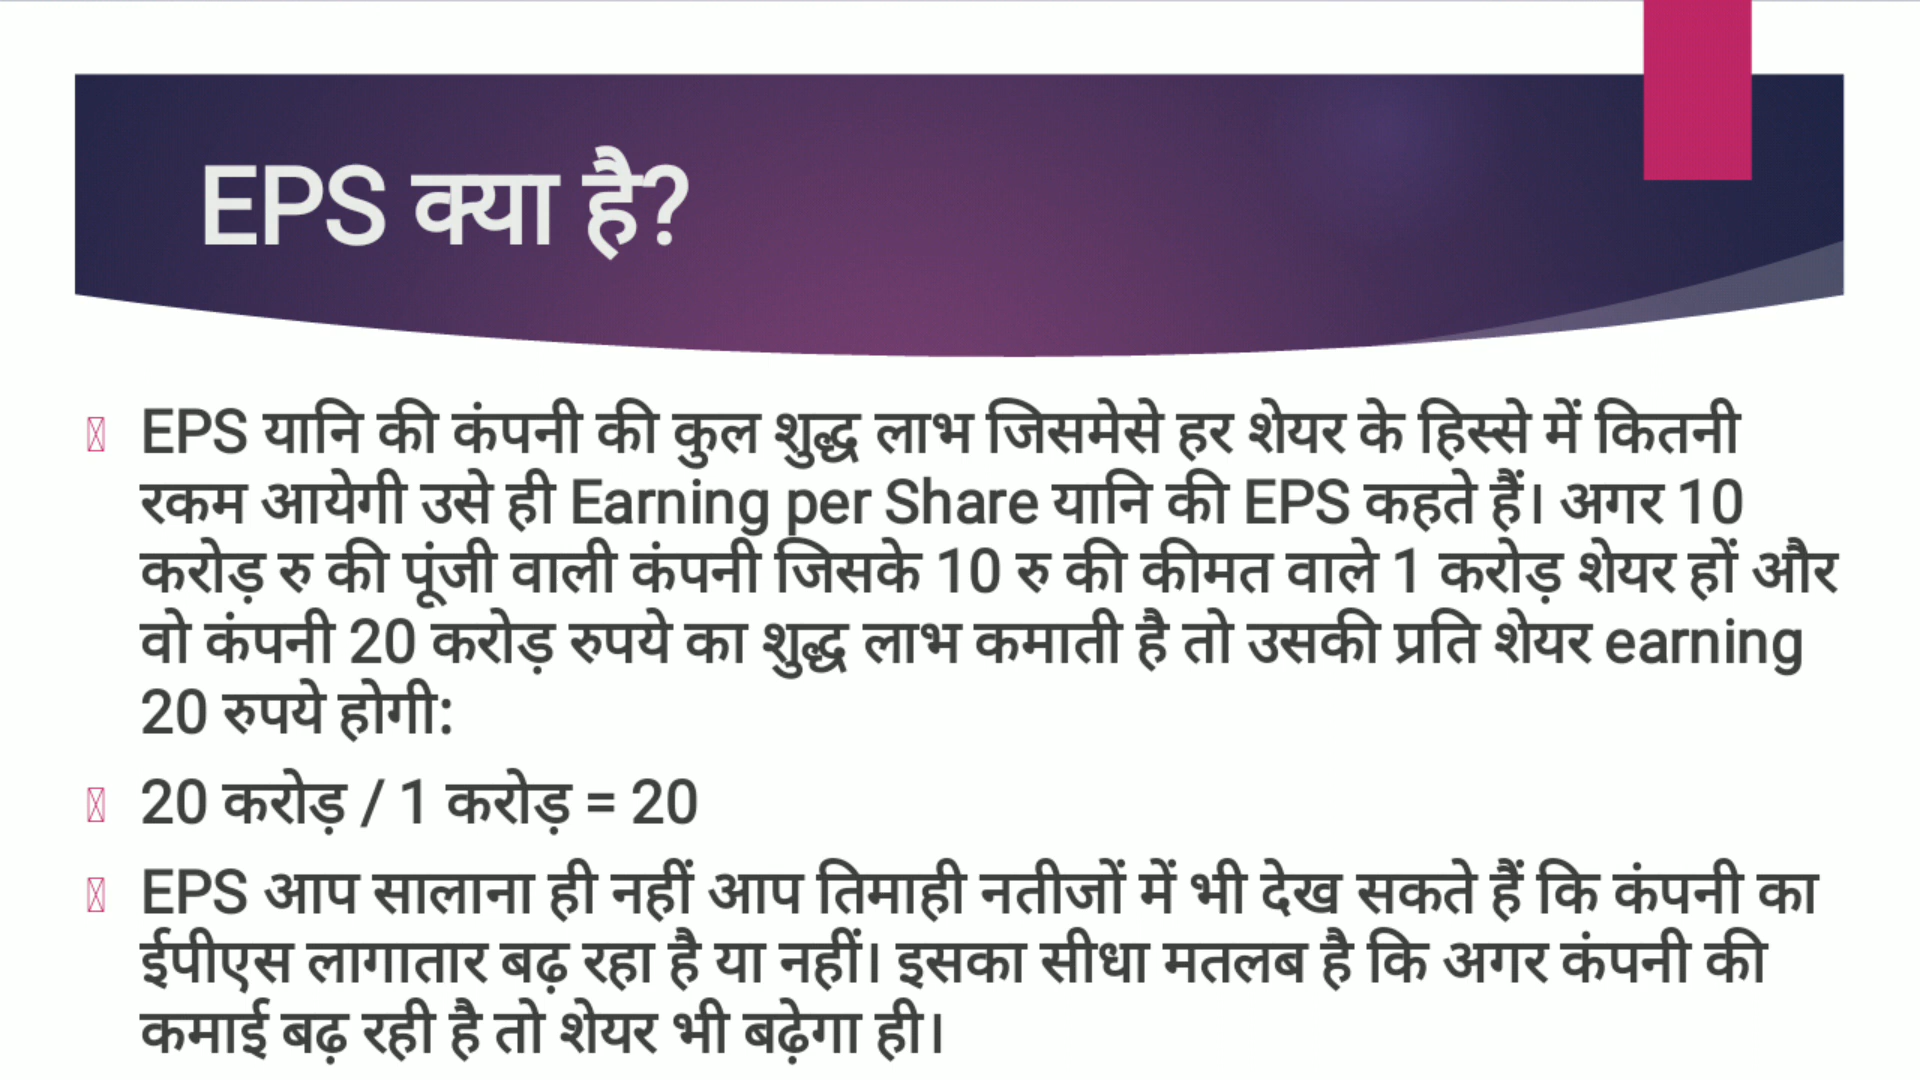 EPS क्या है?
EPS यानि की कंपनी की कुल शुद्ध लाभ जिसमेसे हर शेयर के हिस्से में कितनी
रकम आयेगी उसे ही Earning per Share यानि की EPS कहते हैं। अगर 10
करोड़ रु की पूंजी वाली कंपनी जिसके 10 रु की कीमत वाले 1 करोड़ शेयर हों और
वो कंपनी 20 करोड़ रुपये का शुद्ध लाभ कमाती है तो उसकी प्रति शेयर earning
20 रुपये होगी:
20 करोड़ / 1 करोड़ = 20
EPS आप सालाना ही नहीं आप तिमाही नतीजों में भी देख सकते हैं कि कंपनी का
ईपीएस लागातार बढ़ रहा है या नहीं। इसका सीधा मतलब है कि अगर कंपनी की
कमाई बढ़ रही है तो शेयर भी बढ़ेगा ही।